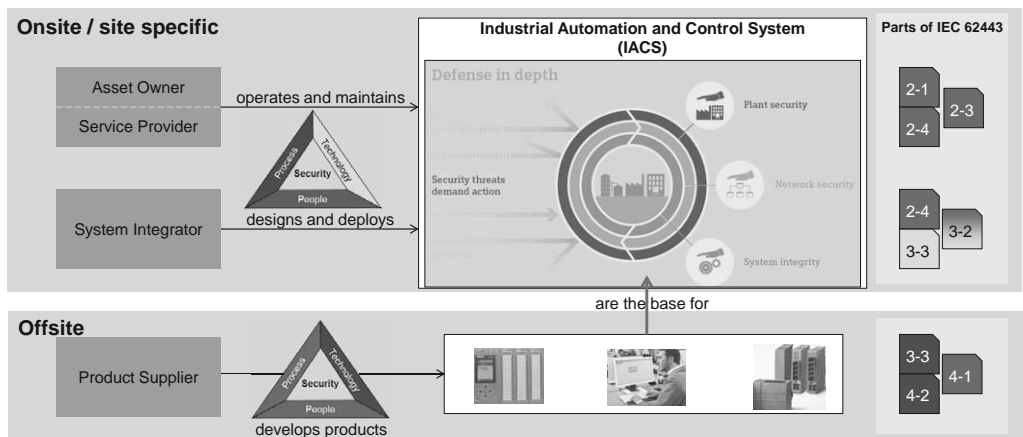 Onsite / site specific
Industrial Automation and Control System
(IACS)
Parts of IEC 62443
Asset Owner
Service Provider
operates and maintains
Process
Technology
Security
People
designs and deploys
System Integrator
Defense in depth
Security threats
demand action
Plant security
Network security
System integrity
2-1
2-4
2-3
2-4
3-3
3-2
are the base for
Offsite
Product Supplier
Process
Technology
Security
People
develops products
3-3
4-2
4-1